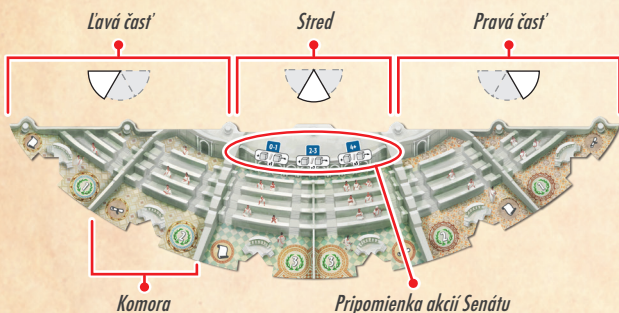 Ľavá časť
Stred
Pravá časť
0-1
2-3
4+
Komora
Pripomienka akcií Senátu